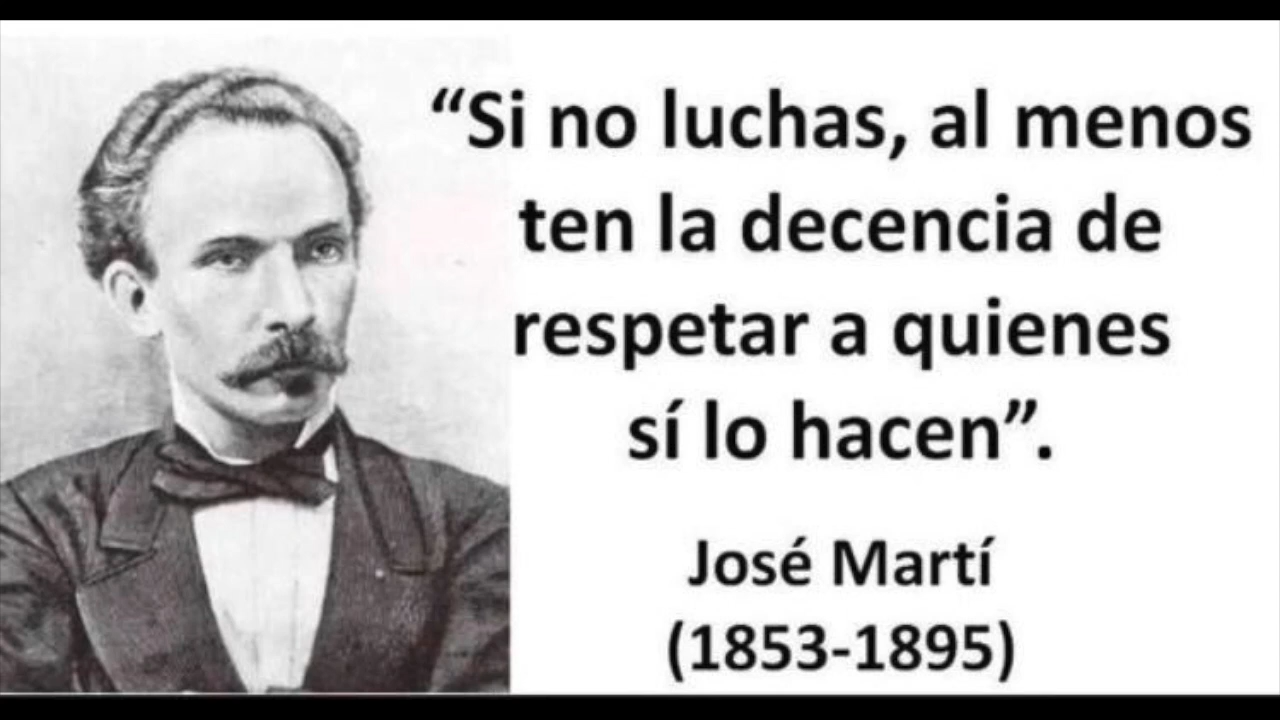 “Si no luchas, al menos
ten la decencia de
respetar a quienes
sí lo hacen”.
José Martí
(1853-1895)